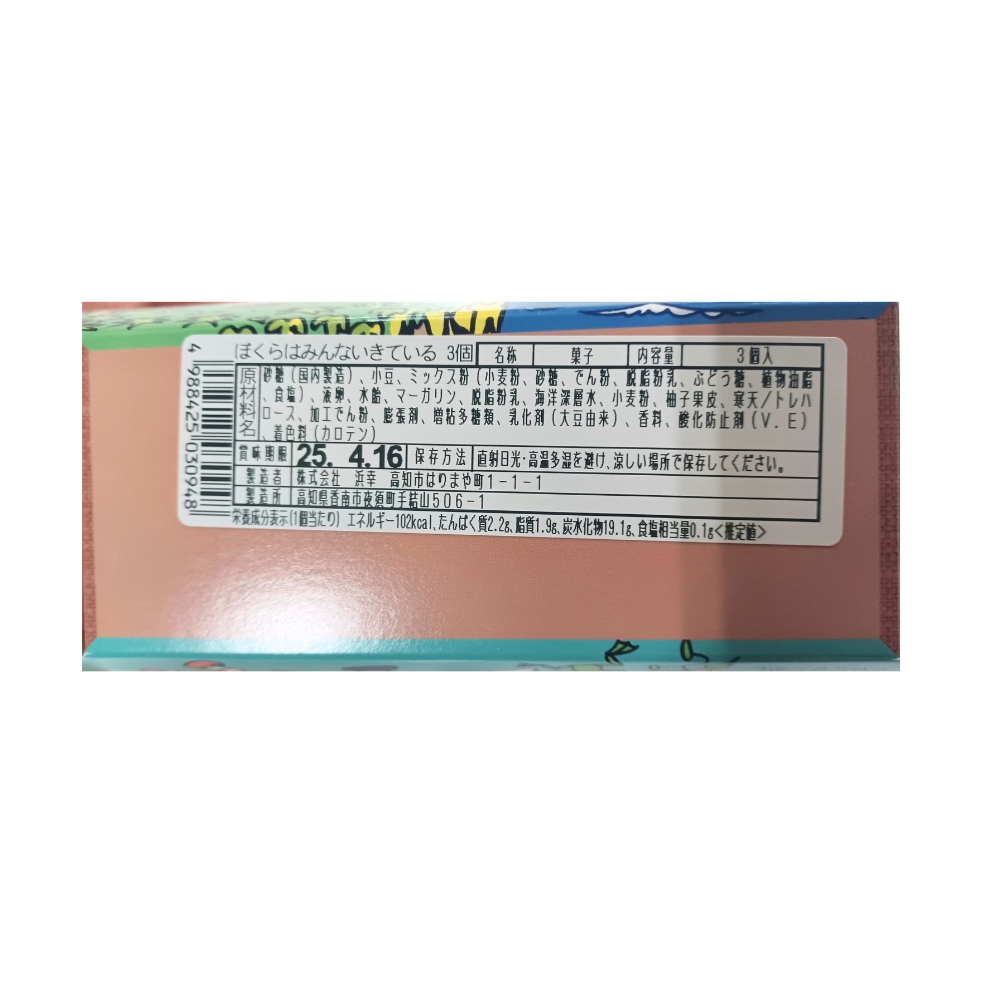 ぼくらはみんないきている 3個 名称 菓子 内容量 3個入
原材料名 砂糖(国内製造)、小豆、ミックス粉(小麦粉、砂糖、でん粉、脱脂粉乳、ぶどう糖、植物油脂
、食塩)、液卵、水飴、マーガリン、脱脂粉乳、海洋深層水、小麦粉、柚子果皮、寒天/トレハ
ロース、加工でん粉、膨張剤、増粘多糖類、乳化剤(大豆由来)、香料、酸化防止剤(V.E)
、着色料(カロテン)
賞味期限 25. 4.16 保存方法 直射日光・高温多湿を避け、涼しい場所で保存してください。
製造者 株式会社 浜幸 高知市はりまや町1-1-1
製造所 高知県香南市夜須町手結山506-1
栄養成分表示(1個当たり) エネルギー102kcal、たんぱく質2.2g、脂質1.9g、炭水化物19.1g、食塩相当量0.1g<推定値>
4 988425 030948